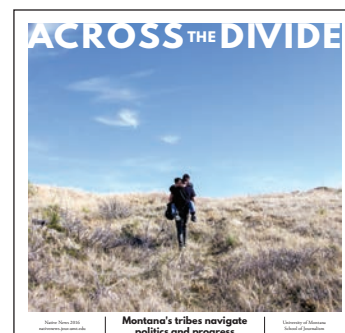 ACROSS THE DIVIDE
Native News 2016
nativenews.jour.umt.edu
Montana's tribes navigate
politics and progress
University of Montana
School of Journalism